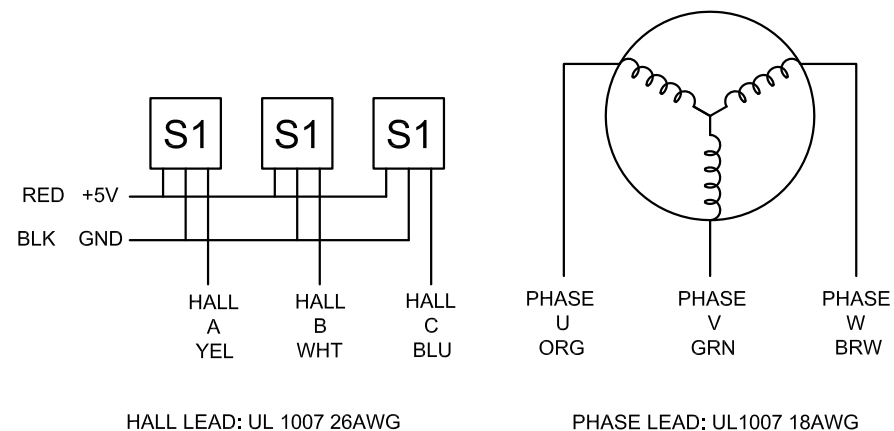 S1 S1 S1
RED +5V
BLK GND
HALL A YEL
HALL B WHT
HALL C BLU
PHASE U ORG
PHASE V GRN
PHASE W BRW
HALL LEAD: UL 1007 26AWG
PHASE LEAD: UL1007 18AWG